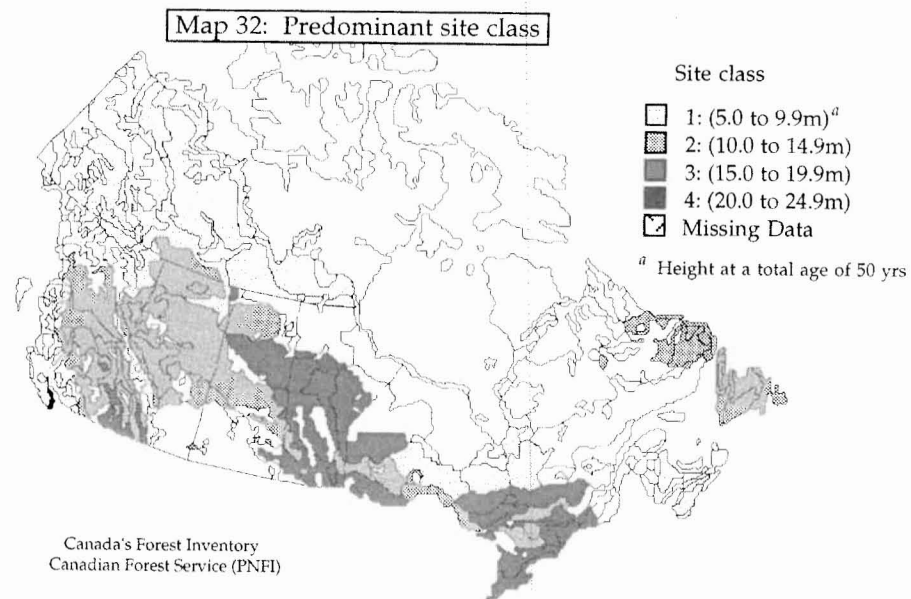 Map 32: Predominant site class
Site class
1: (5.0 to 9.9m)a
2: (10.0 to 14.9m)
3: (15.0 to 19.9m)
4: (20.0 to 24.9m)
Missing Data
a Height at a total age of 50 yrs
Canada's Forest Inventory
Canadian Forest Service (PNFI)